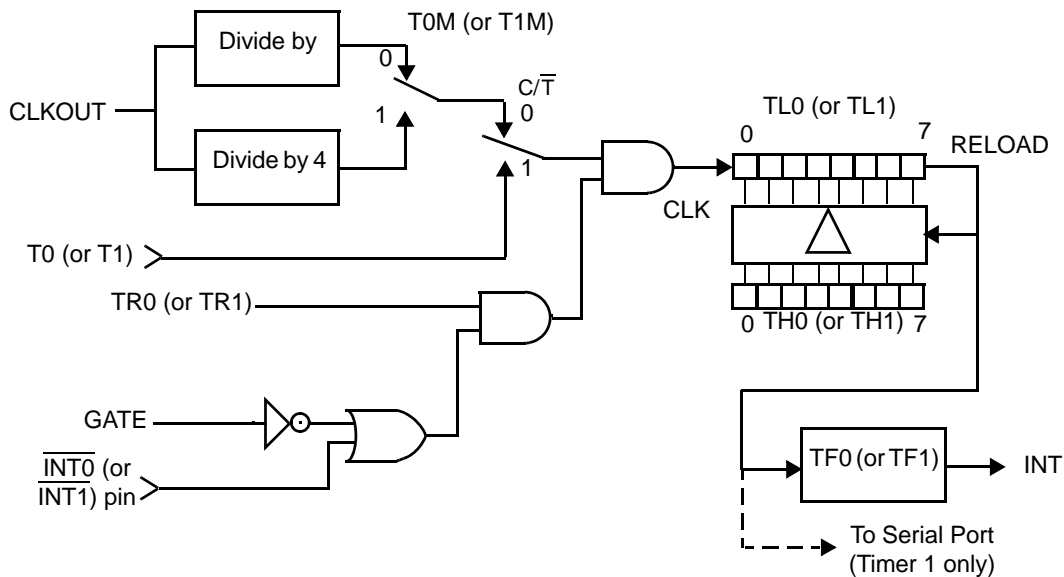 T0M (or T1M)
Divide by
0
CLKOUT
C/T̅
0
1
TL0 (or TL1)
0
7
RELOAD
Divide by 4
1
CLK
T0 (or T1)
TR0 (or TR1)
0
TH0 (or TH1)
7
GATE
I̅N̅T̅0̅ (or
I̅N̅T̅1̅) pin
TF0 (or TF1)
INT
To Serial Port
(Timer 1 only)